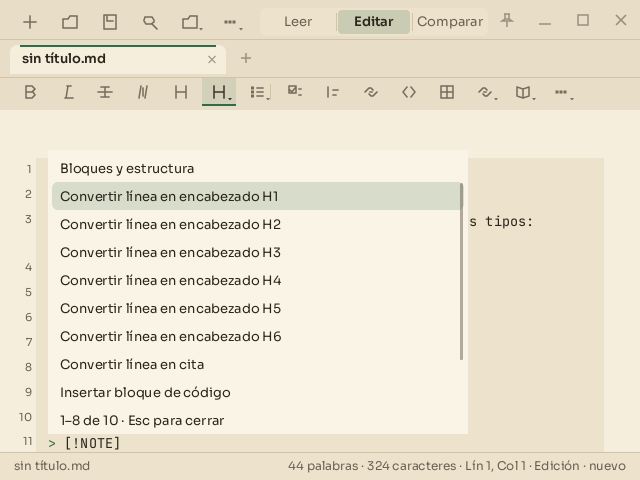 Leer Editar Comparar
sin título.md
1 Bloques y estructura
2 Convertir línea en encabezado H1
3 Convertir línea en encabezado H2 s tipos:
Convertir línea en encabezado H3
4 Convertir línea en encabezado H4
5 Convertir línea en encabezado H5
6 Convertir línea en encabezado H6
7
8 Convertir línea en cita
9 Insertar bloque de código
10 1–8 de 10 · Esc para cerrar
11 > [!NOTE]
sin título.md 44 palabras · 324 caracteres · Lín 1, Col 1 · Edición · nuevo